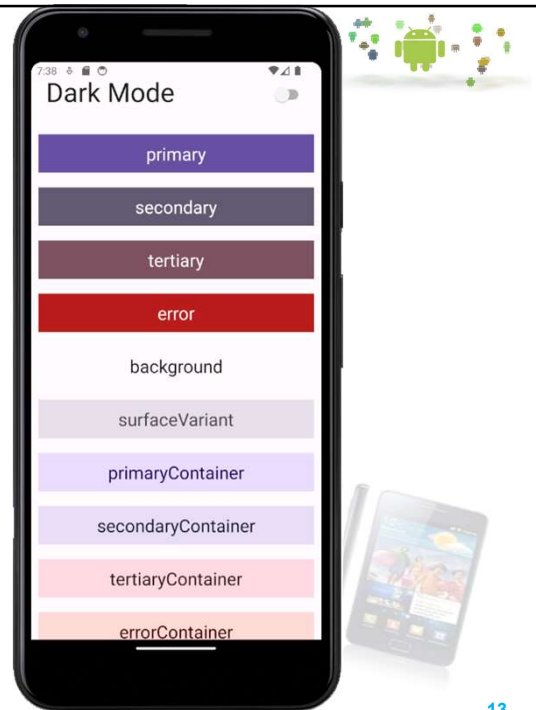 7:38
Dark Mode
primary
secondary
tertiary
error
background
surfaceVariant
primaryContainer
secondaryContainer
tertiaryContainer
errorContainer
13